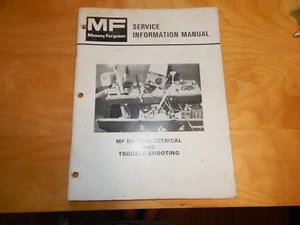 MF
Massey Ferguson
SERVICE
INFORMATION MANUAL
MF BASIC ELECTRICAL
AND
TROUBLE SHOOTING